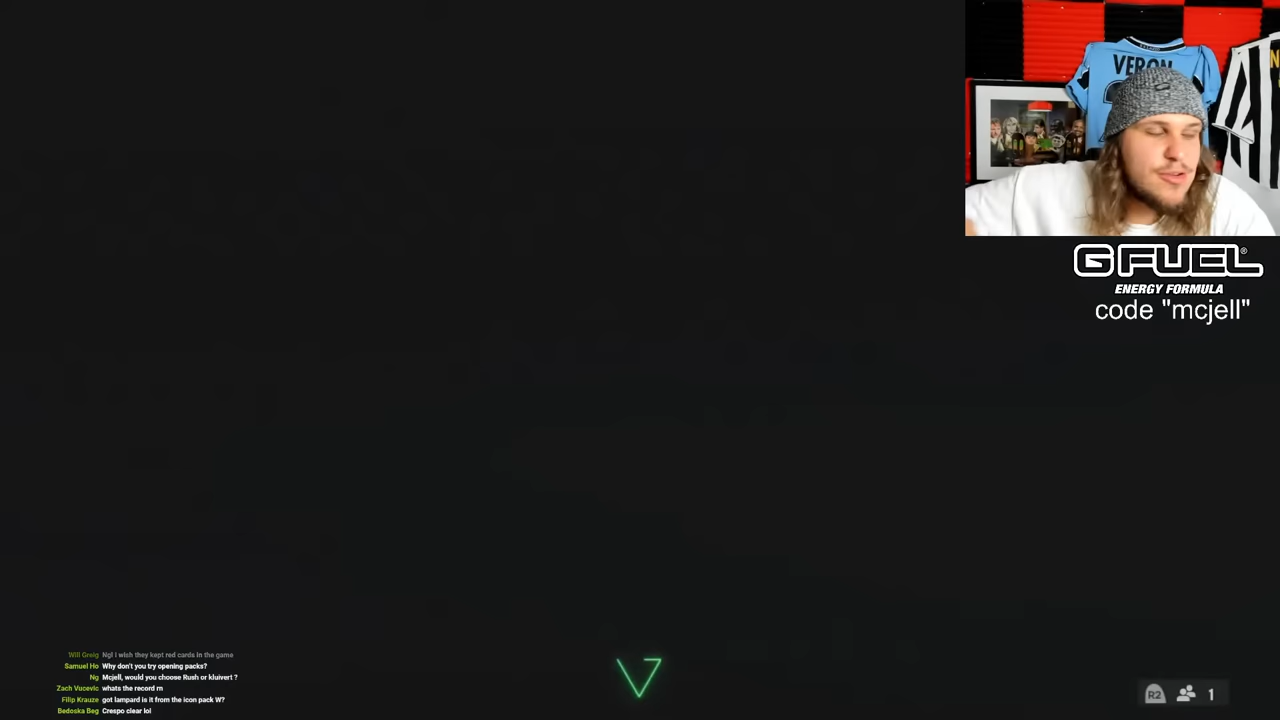 VERON
GFUEL®
ENERGY FORMULA
code "mcjell"
Will Greig Ngl I wish they kept red cards in the game
Samuel Ho Why don't you try opening packs?
Ng Mcjell, would you choose Rush or kluivert ?
Zach Vucevic whats the record rn
Filip Krauze got lampard is it from the icon pack W?
Bedoska Beg Crespo clear lol
R2 1